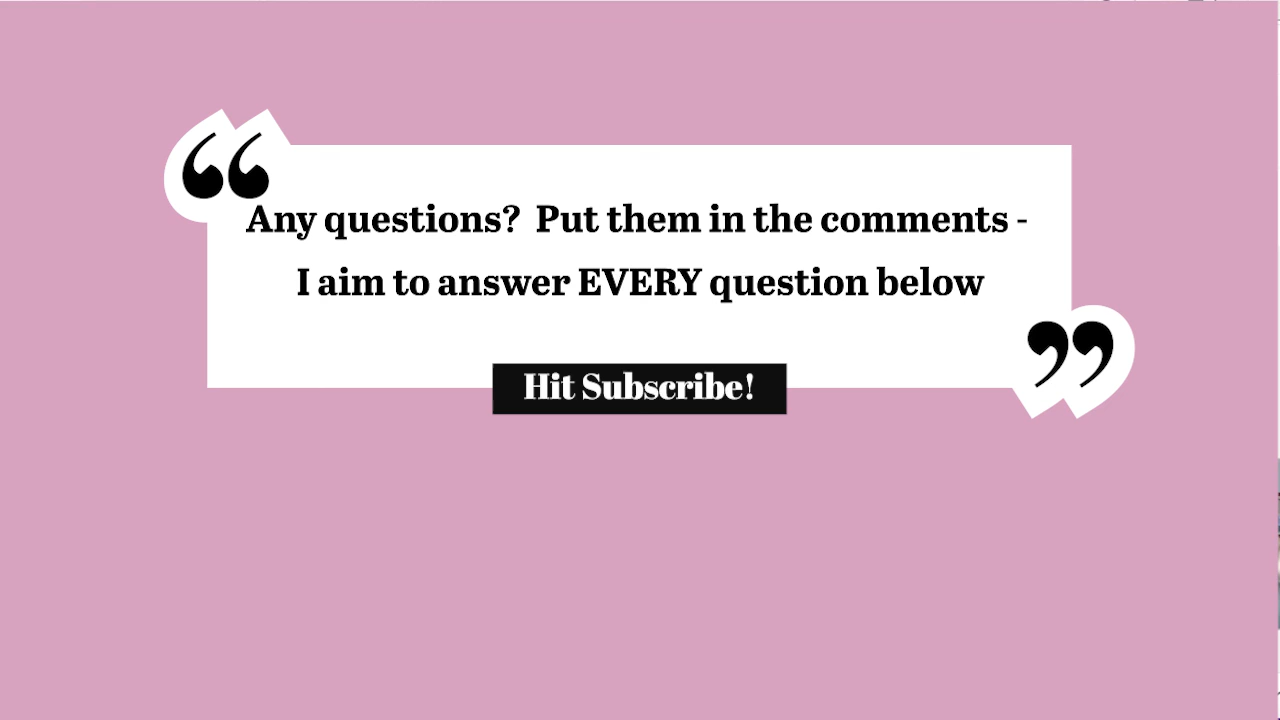 “
Any questions?  Put them in the comments -
I aim to answer EVERY question below
”
Hit Subscribe!